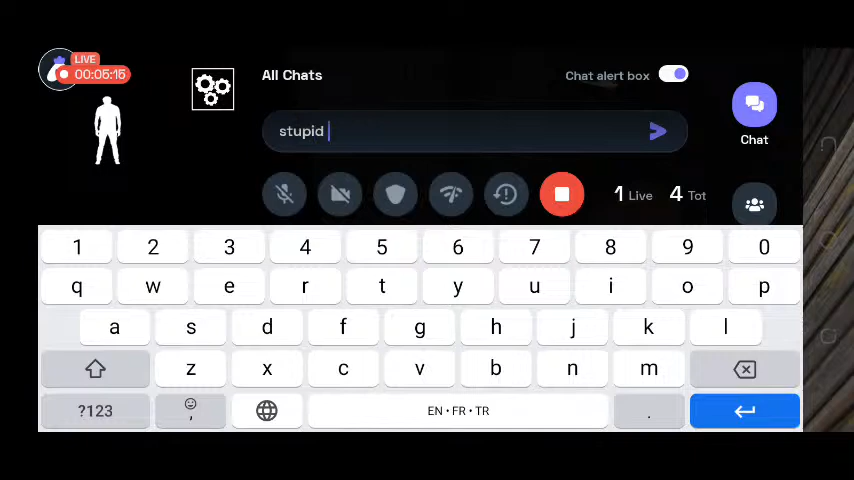 LIVE
00:05:15
All Chats
Chat alert box
stupid
Chat
1 Live 4 Tot
1 2 3 4 5 6 7 8 9 0
q w e r t y u i o p
a s d f g h j k l
z x c v b n m
?123 , EN • FR • TR .